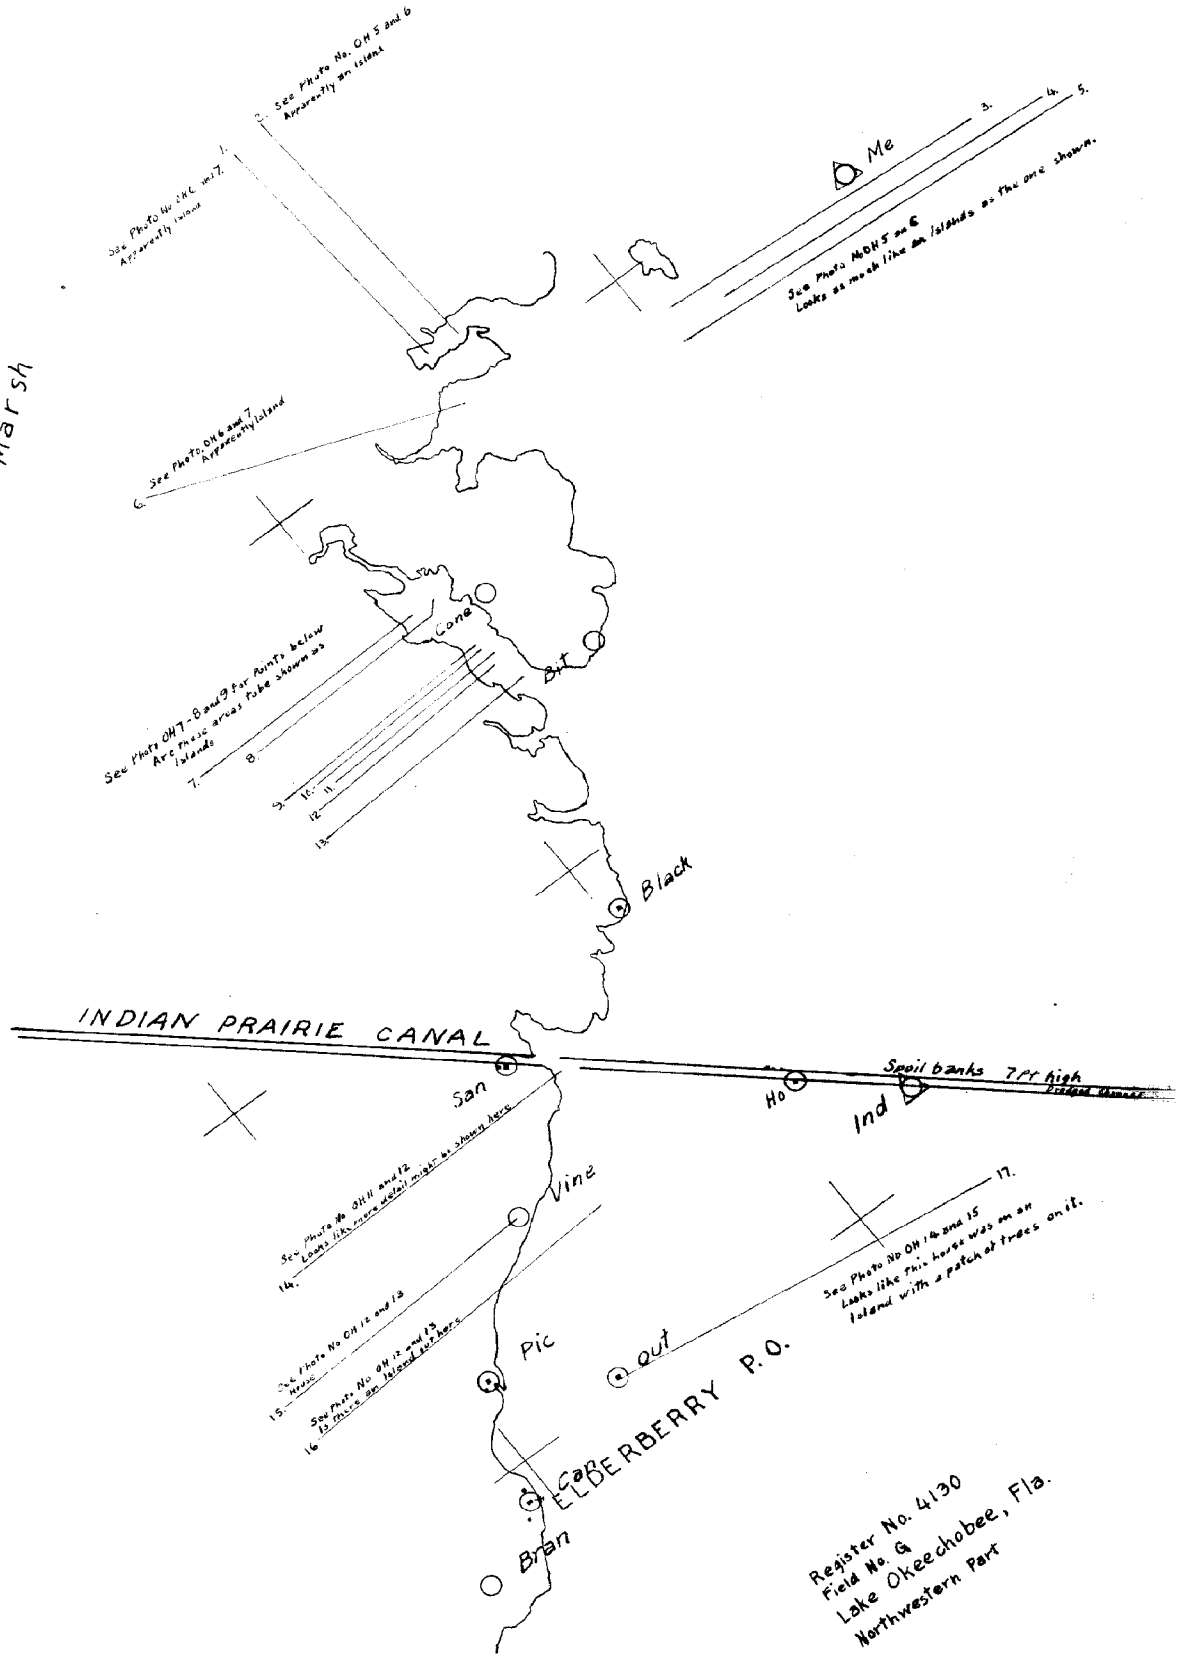 2. See Photo No. OH 5 and 6
Apparently an Island
1.
See Photo No OH 6 and 7.
Apparently Island
3.
4.
5.
Me
See Photo No OH 5 and 6
Looks as much like an Islands as the one shown.
Marsh
See Photo. OH 6 and 7
Apparently Island
6.
Cane
Bit
See Photo OH 7-8 and 9 for Points below
Are these areas to be shown as
Islands
7.
8.
9.
10.
11.
12
13.
Black
INDIAN PRAIRIE CANAL
San
Ho
Spoil banks 7 Ft high
Dredged channel
Ind
See Photo No OH 11 and 12
Looks like more detail might be shown here
14.
Vine
17.
See Photo No OH 14 and 15
Looks like this house was on an
Island with a patch of trees on it.
See Photo No OH 12 and 13
House
15.
See Photo No OH 12 and 13
Is there an Island out here
16
Pic
Out
ELDERBERRY P.O.
Can
Bran
Register No. 4130
Field No. G
Lake Okeechobee, Fla.
Northwestern Part